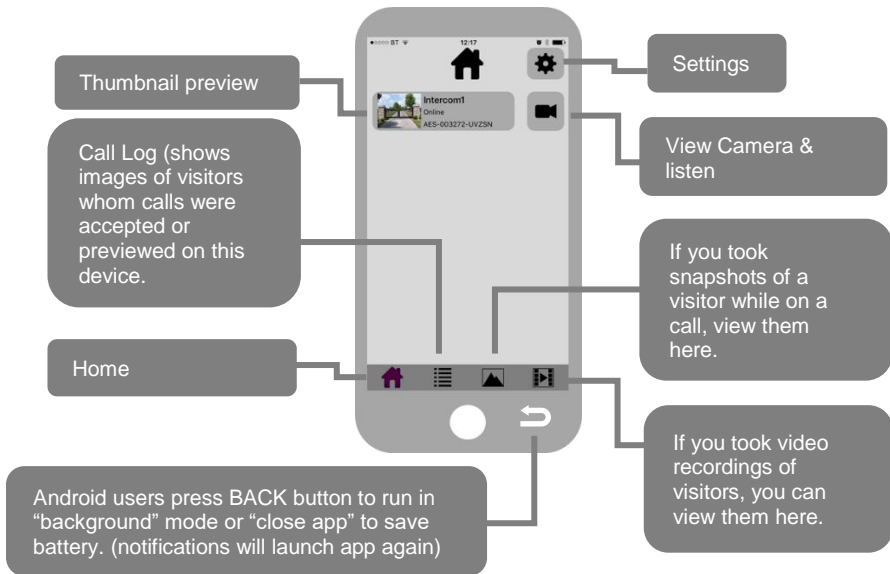 BT
12:17
Thumbnail preview
Settings
Intercom1
Online
AES-003272-UVZSN
Call Log (shows
images of visitors
whom calls were
accepted or
previewed on this
device.
View Camera &
listen
If you took
snapshots of a
visitor while on a
call, view them
here.
Home
If you took video
recordings of
visitors, you can
view them here.
Android users press BACK button to run in
“background” mode or “close app” to save
battery. (notifications will launch app again)